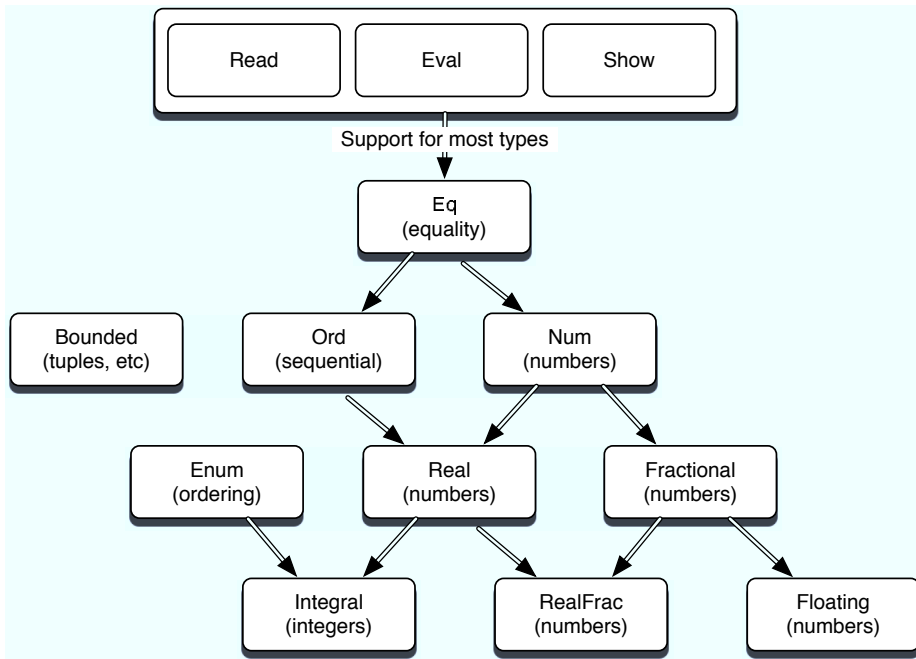 Read
Eval
Show
Support for most types
Eq
(equality)
Bounded
(tuples, etc)
Ord
(sequential)
Num
(numbers)
Enum
(ordering)
Real
(numbers)
Fractional
(numbers)
Integral
(integers)
RealFrac
(numbers)
Floating
(numbers)